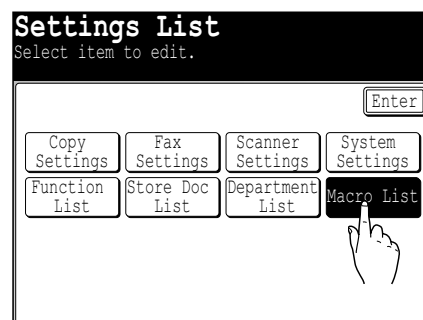 Settings List
Select item to edit.
Enter
Copy Settings
Fax Settings
Scanner Settings
System Settings
Function List
Store Doc List
Department List
Macro List